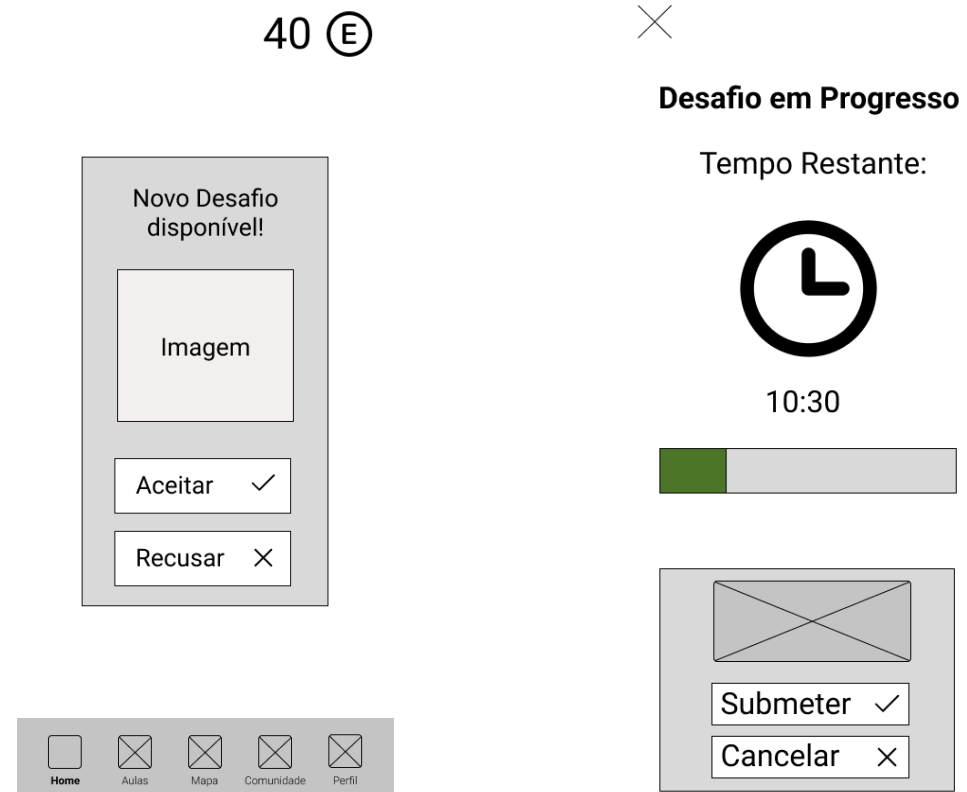 40 E
Novo Desafio
disponível!
Imagem
Aceitar
Recusar
Home Aulas Mapa Comunidade Perfil
Desafio em Progresso
Tempo Restante:
10:30
Submeter
Cancelar